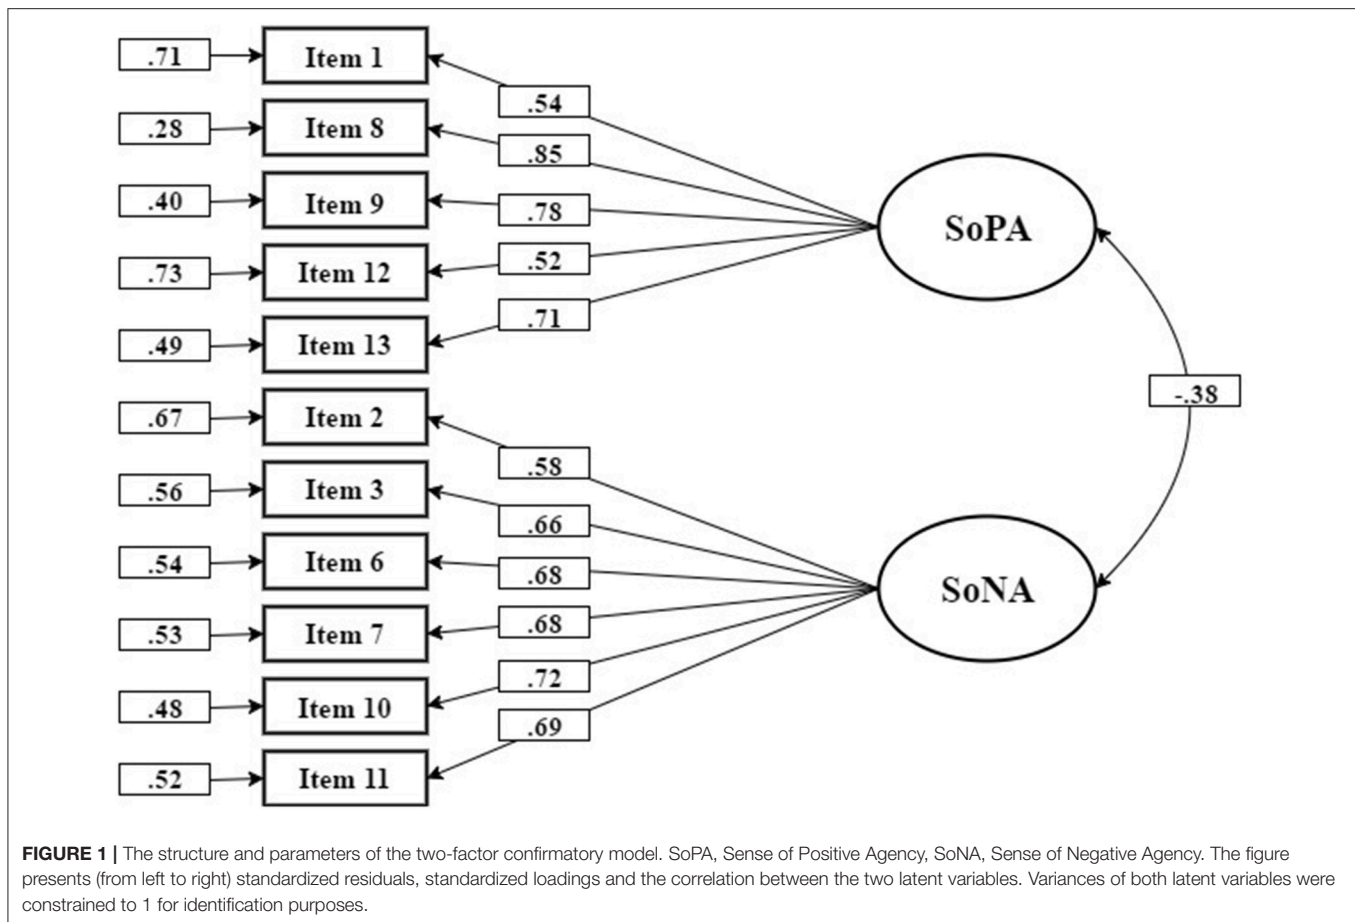 .71 Item 1
.54
.28 Item 8
.85
.40 Item 9
.78
SoPA
.73 Item 12
.52
.49 Item 13
.71
-.38
.67 Item 2
.58
.56 Item 3
.66
.54 Item 6
.68
SoNA
.53 Item 7
.68
.48 Item 10
.72
.69
.52 Item 11
FIGURE 1 | The structure and parameters of the two-factor confirmatory model. SoPA, Sense of Positive Agency, SoNA, Sense of Negative Agency. The figure
presents (from left to right) standardized residuals, standardized loadings and the correlation between the two latent variables. Variances of both latent variables were
constrained to 1 for identification purposes.